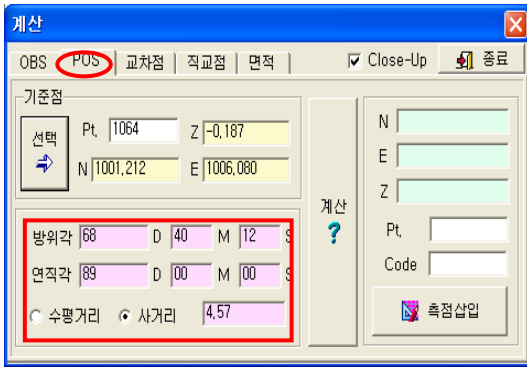 계산
OBS POS 교차점 직교점 면적 Close-Up 종료
기준점
선택 Pt. 1064 Z -0,187
N 1001,212 E 1006,080
방위각 68 D 40 M 12 S
연직각 89 D 00 M 00 S
수평거리 사거리 4,57
계산
?
N
E
Z
Pt.
Code
측점삽입